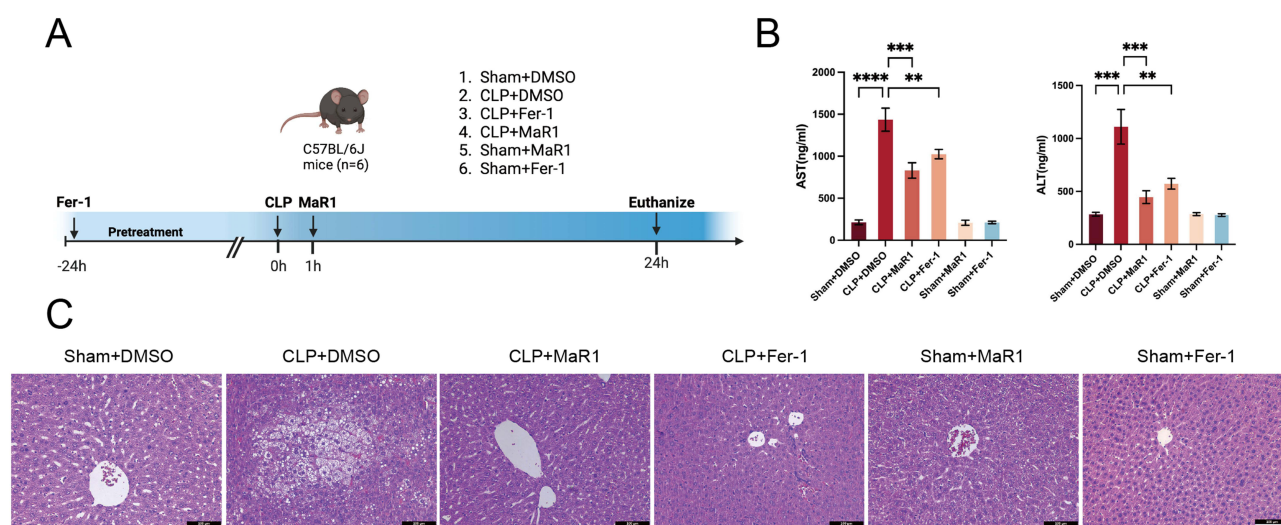 A
1. Sham+DMSO
2. CLP+DMSO
3. CLP+Fer-1
4. CLP+MaR1
5. Sham+MaR1
6. Sham+Fer-1
C57BL/6J
mice (n=6)
Fer-1
CLP MaR1
Euthanize
Pretreatment
-24h
0h
1h
24h
B
***
****
**
2000
1500
1000
500
0
AST(ng/ml)
Sham+DMSO
CLP+DMSO
CLP+MaR1
CLP+Fer-1
Sham+MaR1
Sham+Fer-1
***
***
**
1500
1000
500
0
ALT(ng/ml)
Sham+DMSO
CLP+DMSO
CLP+MaR1
CLP+Fer-1
Sham+MaR1
Sham+Fer-1
C
Sham+DMSO
CLP+DMSO
CLP+MaR1
CLP+Fer-1
Sham+MaR1
Sham+Fer-1